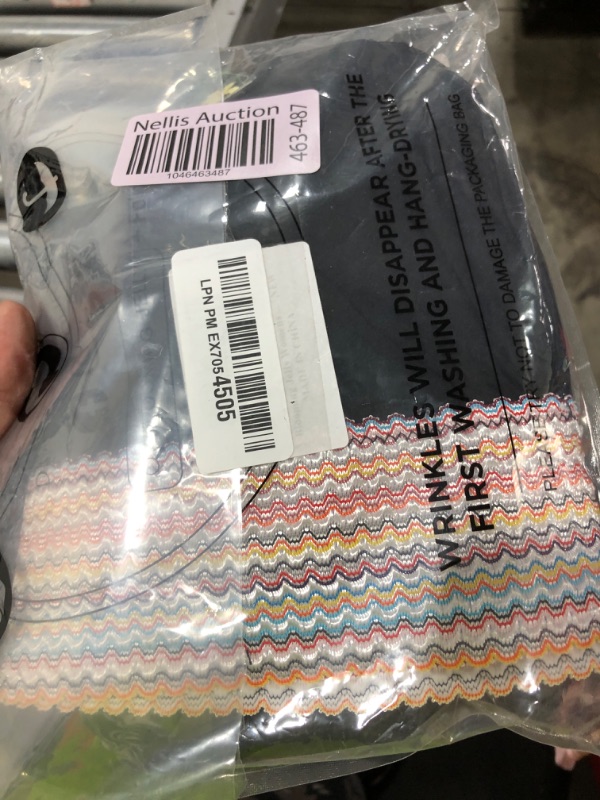 Nellis Auction
1046463487
463-487
LPN PM EX7054505
WRINKLES WILL DISAPPEAR AFTER THE
FIRST WASHING AND HANG-DRYING
NOT TO DAMAGE THE PACKAGING BAG